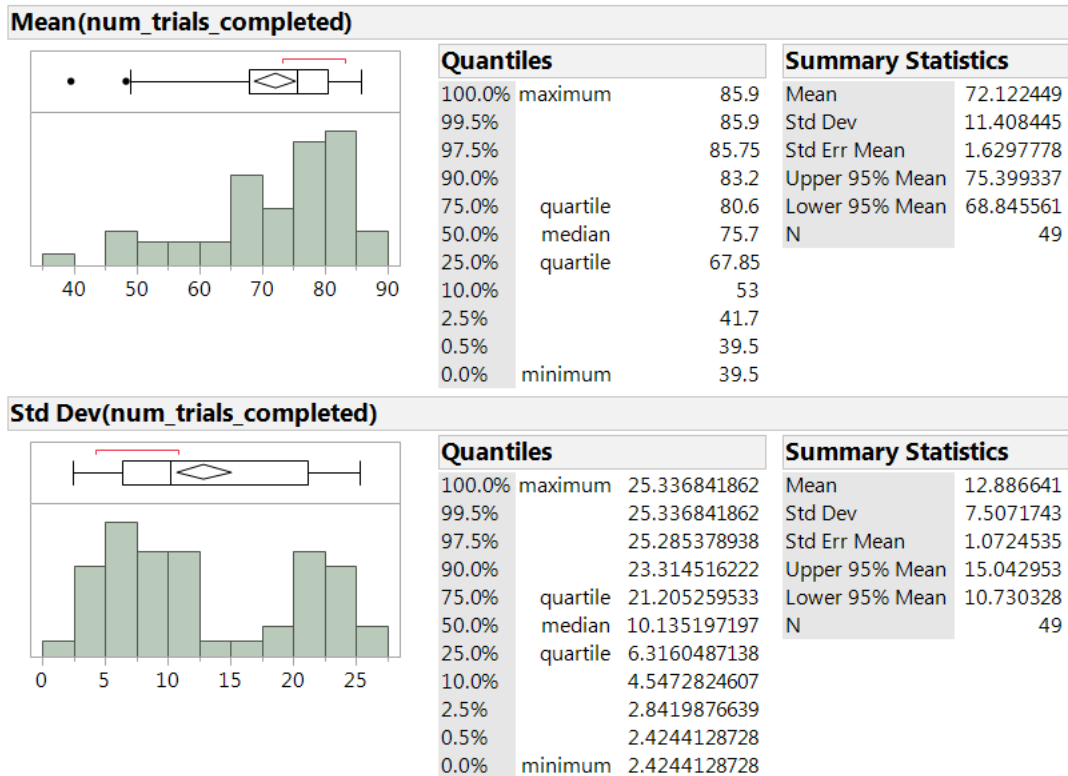 Mean(num_trials_completed)
40 50 60 70 80 90
Quantiles
100.0% maximum 85.9
99.5% 85.9
97.5% 85.75
90.0% 83.2
75.0% quartile 80.6
50.0% median 75.7
25.0% quartile 67.85
10.0% 53
2.5% 41.7
0.5% 39.5
0.0% minimum 39.5
Summary Statistics
Mean 72.122449
Std Dev 11.408445
Std Err Mean 1.6297778
Upper 95% Mean 75.399337
Lower 95% Mean 68.845561
N 49
Std Dev(num_trials_completed)
0 5 10 15 20 25
Quantiles
100.0% maximum 25.336841862
99.5% 25.336841862
97.5% 25.285378938
90.0% 23.314516222
75.0% quartile 21.205259533
50.0% median 10.135197197
25.0% quartile 6.3160487138
10.0% 4.5472824607
2.5% 2.8419876639
0.5% 2.4244128728
0.0% minimum 2.4244128728
Summary Statistics
Mean 12.886641
Std Dev 7.5071743
Std Err Mean 1.0724535
Upper 95% Mean 15.042953
Lower 95% Mean 10.730328
N 49